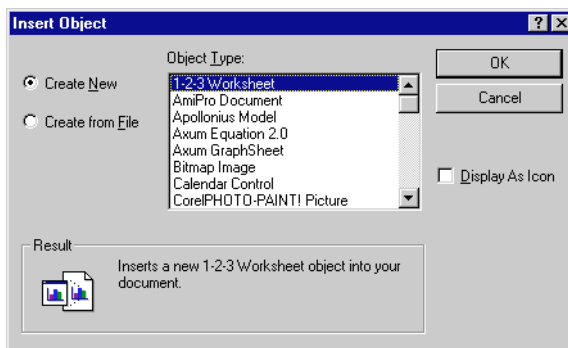 Insert Object
Create New
Create from File
Object Type:
1-2-3 Worksheet
AmiPro Document
Apollonius Model
Axum Equation 2.0
Axum GraphSheet
Bitmap Image
Calendar Control
CorelPHOTO-PAINT! Picture
OK
Cancel
Display As Icon
Result
Inserts a new 1-2-3 Worksheet object into your
document.